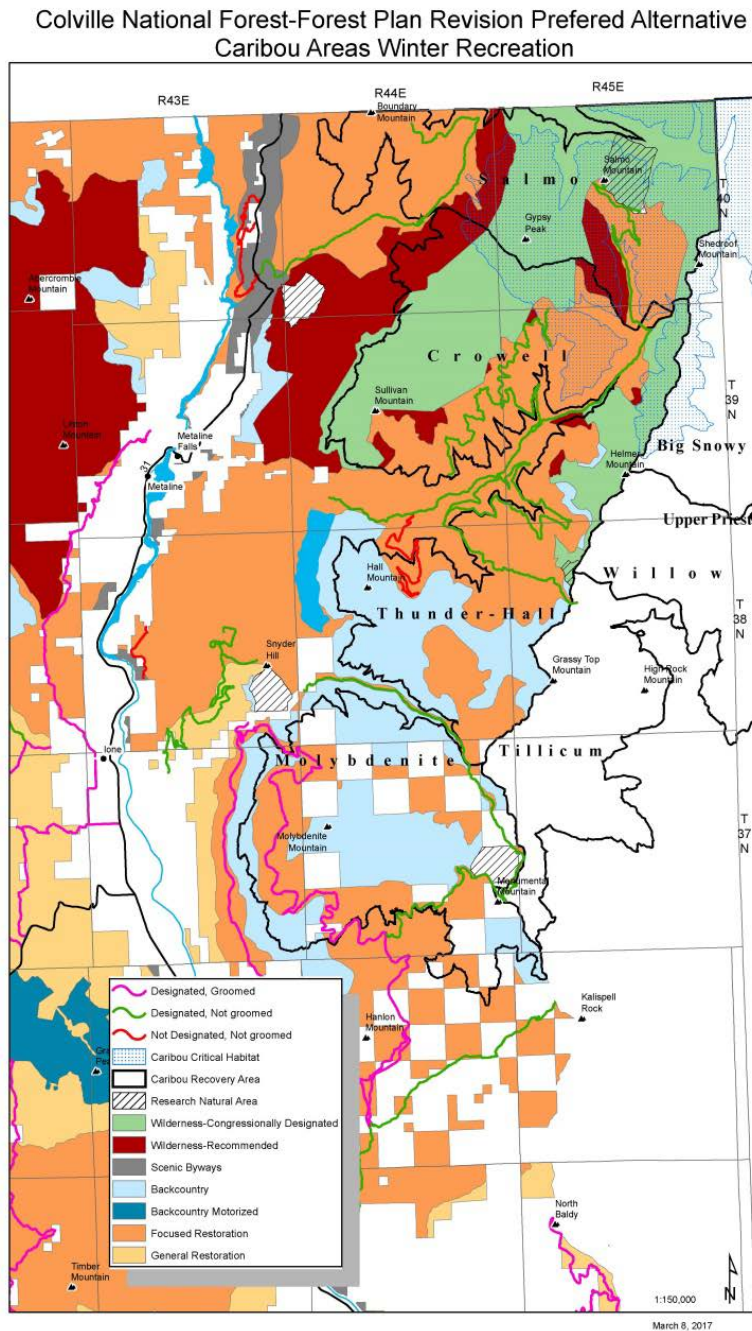 Colville National Forest-Forest Plan Revision Prefered Alternative
Caribou Areas Winter Recreation
R43E
R44E
R45E
Boundary
Mountain
Salmo
Mountain
Salmo
T
40
N
Gypsy
Peak
Shedroof
Mountain
Abercrombie
Mountain
Crowell
T
39
N
Sullivan
Mountain
Linton
Mountain
Metaline
Falls
31
Metaline
Big Snowy
Helmer
Mountain
Upper Priest
Willow
Hall
Mountain
Thunder-Hall
T
38
N
Snyder
Hill
Grassy Top
Mountain
High Rock
Mountain
Ione
Molybdenite
Tillicum
T
37
N
Molybdenite
Mountain
Monumental
Mountain
Kalispell
Rock
Hanlon
Mountain
Designated, Groomed
Designated, Not groomed
Not Designated, Not groomed
Caribou Critical Habitat
Caribou Recovery Area
Research Natural Area
Wilderness-Congressionally Designated
Wilderness-Recommended
Scenic Byways
Backcountry
Backcountry Motorized
Focused Restoration
General Restoration
North
Baldy
Timber
Mountain
1:150,000
N
March 8, 2017